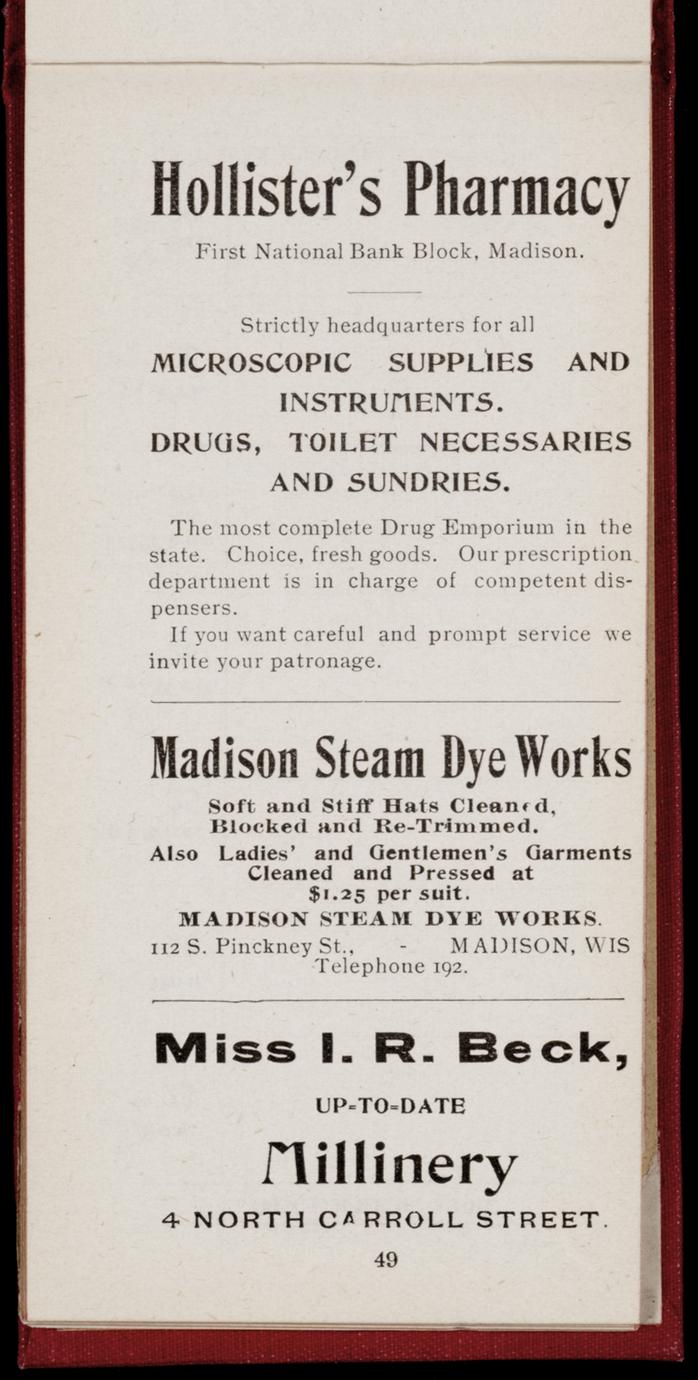 Hollister's Pharmacy
First National Bank Block, Madison.
Strictly headquarters for all
MICROSCOPIC SUPPLIES AND
INSTRUMENTS.
DRUGS, TOILET NECESSARIES
AND SUNDRIES.
The most complete Drug Emporium in the
state. Choice, fresh goods. Our prescription
department is in charge of competent dis-
pensers.
If you want careful and prompt service we
invite your patronage.
Madison Steam Dye Works
Soft and Stiff Hats Cleaned,
Blocked and Re-Trimmed.
Also Ladies' and Gentlemen's Garments
Cleaned and Pressed at
$1.25 per suit.
MADISON STEAM DYE WORKS.
112 S. Pinckney St., - MADISON, WIS
Telephone 192.
Miss I. R. Beck,
UP=TO=DATE
Millinery
4 NORTH CARROLL STREET.
49